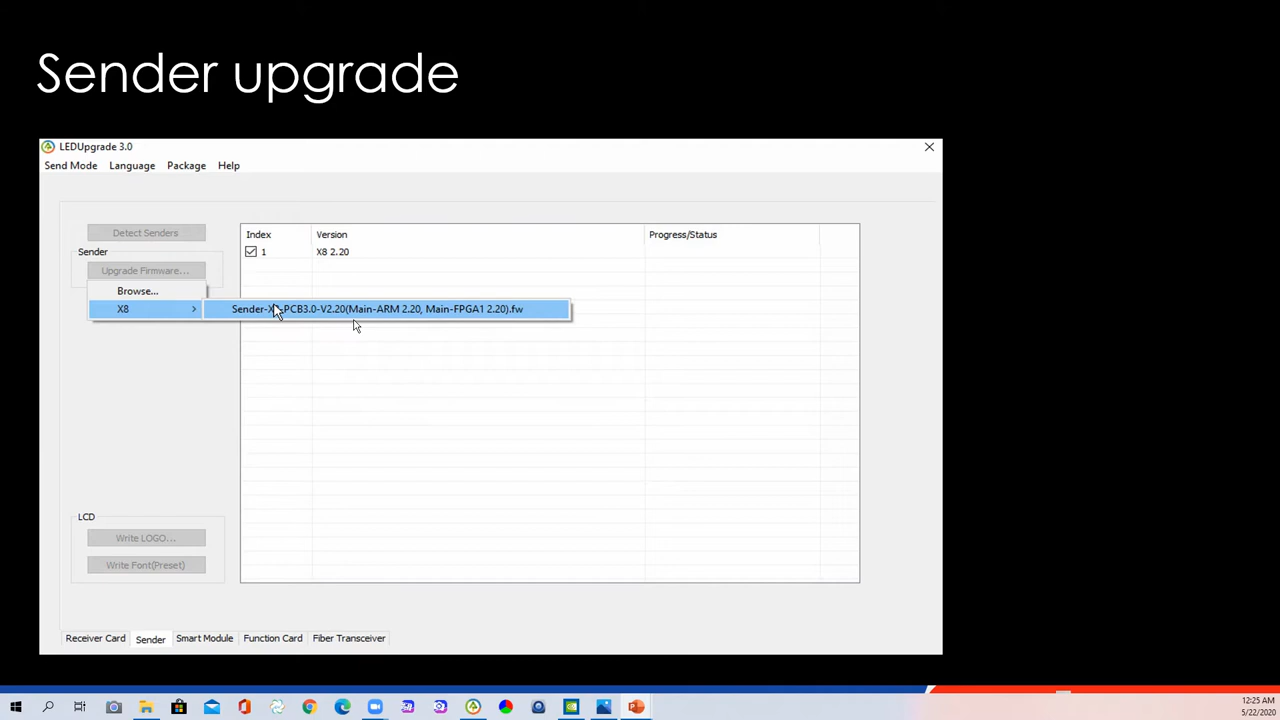 Sender upgrade
LEDUpgrade 3.0
Send Mode Language Package Help
Detect Senders
Sender
Upgrade Firmware...
Browse...
X8
Index Version Progress/Status
1 X8 2.20
PCB3.0-V2.20(Main-ARM 2.20, Main-FPGA1 2.20).fw
LCD
Write LOGO...
Write Font(Preset)
Receiver Card Sender Smart Module Function Card Fiber Transceiver
12:25 AM
5/22/2020